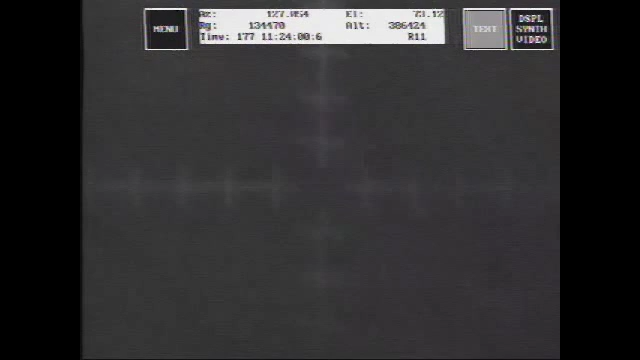 MENU
Az: 127.054 El: 73.12
Rg: 134470 Alt: 386424
Time: 177 11:24:00:6 R11
TEXT
DSPL
SYNTH
VIDEO